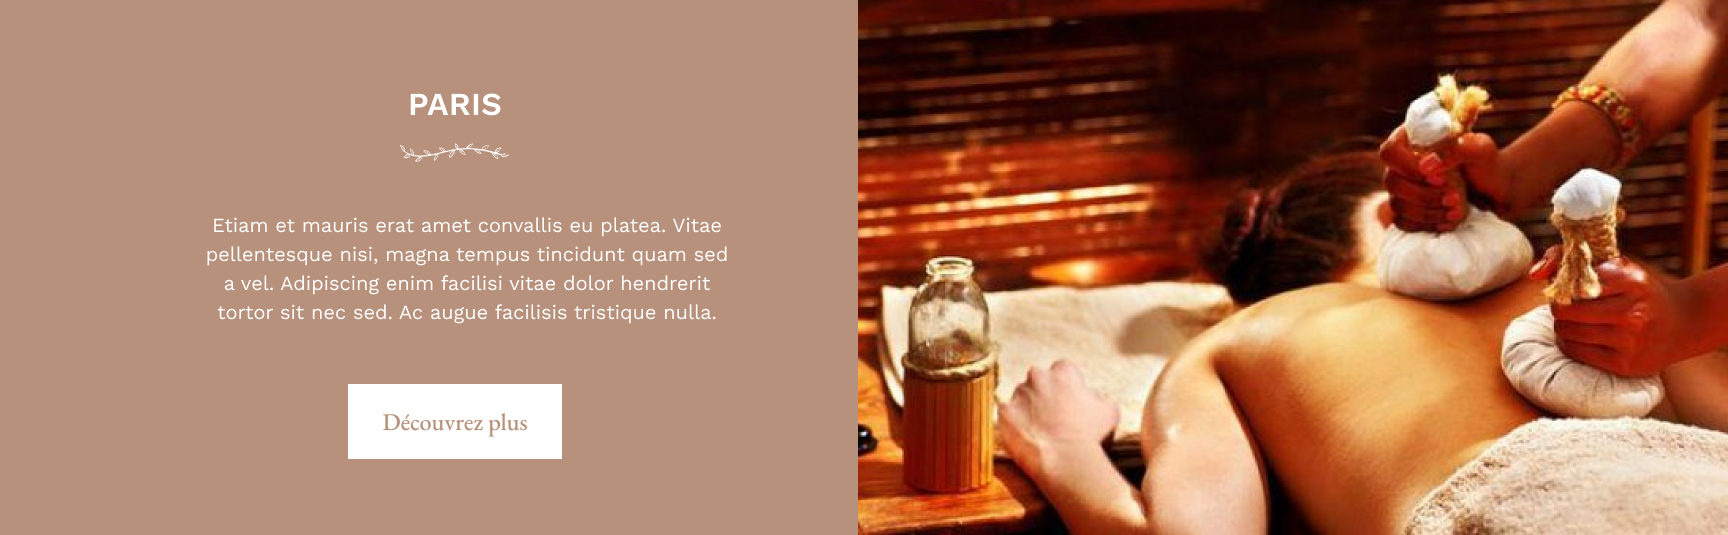 PARIS
Etiam et mauris erat amet convallis eu platea. Vitae
pellentesque nisi, magna tempus tincidunt quam sed
a vel. Adipiscing enim facilisi vitae dolor hendrerit
tortor sit nec sed. Ac augue facilisis tristique nulla.
Découvrez plus